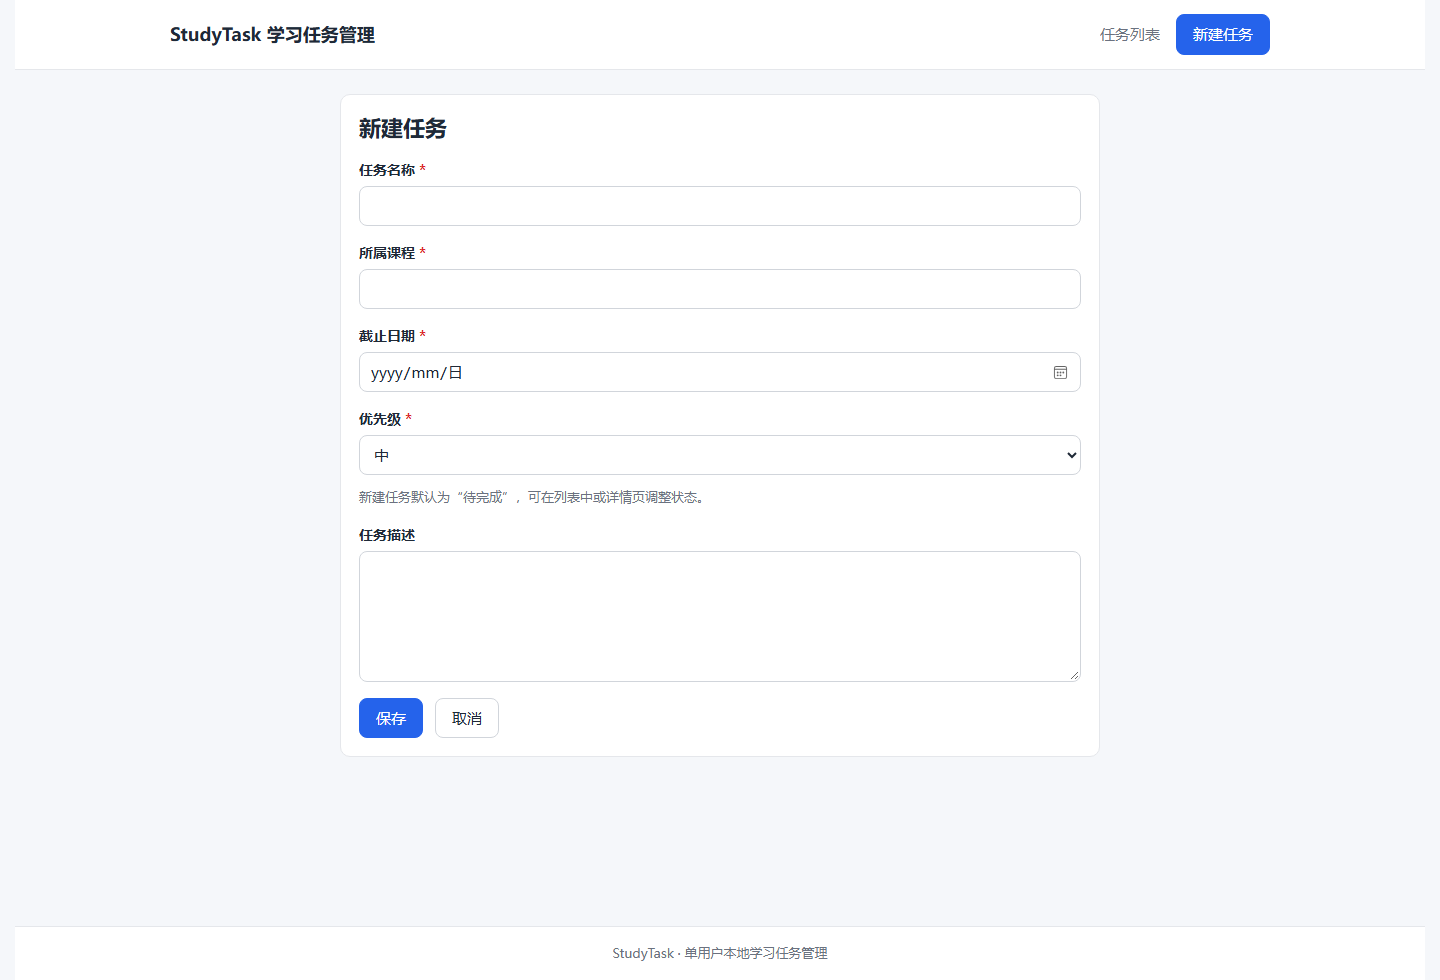 StudyTask 学习任务管理
任务列表
新建任务
新建任务
任务名称 *
所属课程 *
截止日期 *
yyyy/mm/日
优先级 *
中
新建任务默认为“待完成”，可在列表中或详情页调整状态。
任务描述
保存
取消
StudyTask · 单用户本地学习任务管理